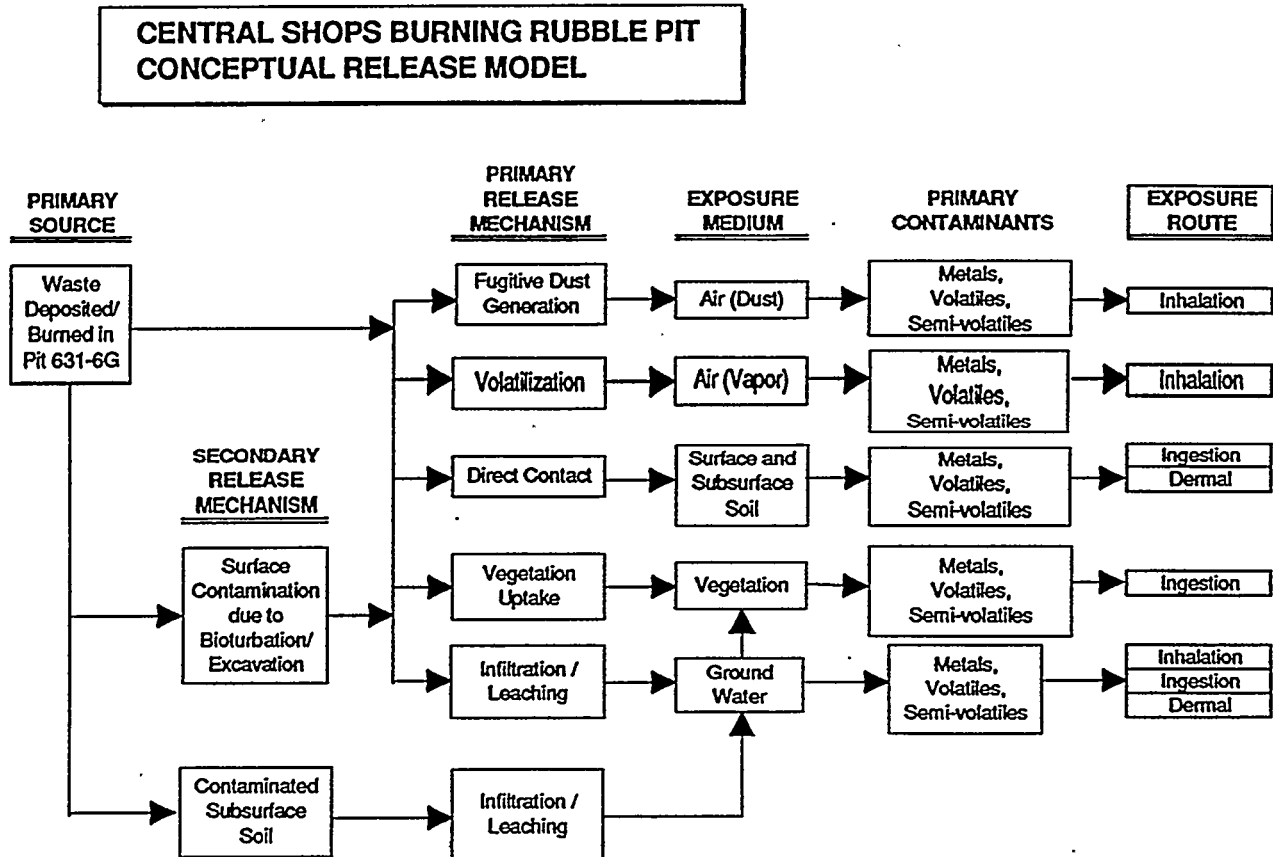 CENTRAL SHOPS BURNING RUBBLE PIT
CONCEPTUAL RELEASE MODEL
PRIMARY
SOURCE
PRIMARY
RELEASE
MECHANISM
EXPOSURE
MEDIUM
PRIMARY
CONTAMINANTS
EXPOSURE
ROUTE
Waste
Deposited/
Burned in
Pit 631-6G
Fugitive Dust
Generation
Air (Dust)
Metals,
Volatiles,
Semi-volatiles
Inhalation
Volatilization
Air (Vapor)
Metals,
Volatiles,
Semi-volatiles
Inhalation
SECONDARY
RELEASE
MECHANISM
Direct Contact
Surface and
Subsurface
Soil
Metals,
Volatiles,
Semi-volatiles
Ingestion
Dermal
Surface
Contamination
due to
Bioturbation/
Excavation
Vegetation
Uptake
Vegetation
Metals,
Volatiles,
Semi-volatiles
Ingestion
Infiltration /
Leaching
Ground
Water
Metals,
Volatiles,
Semi-volatiles
Inhalation
Ingestion
Dermal
Contaminated
Subsurface
Soil
Infiltration /
Leaching